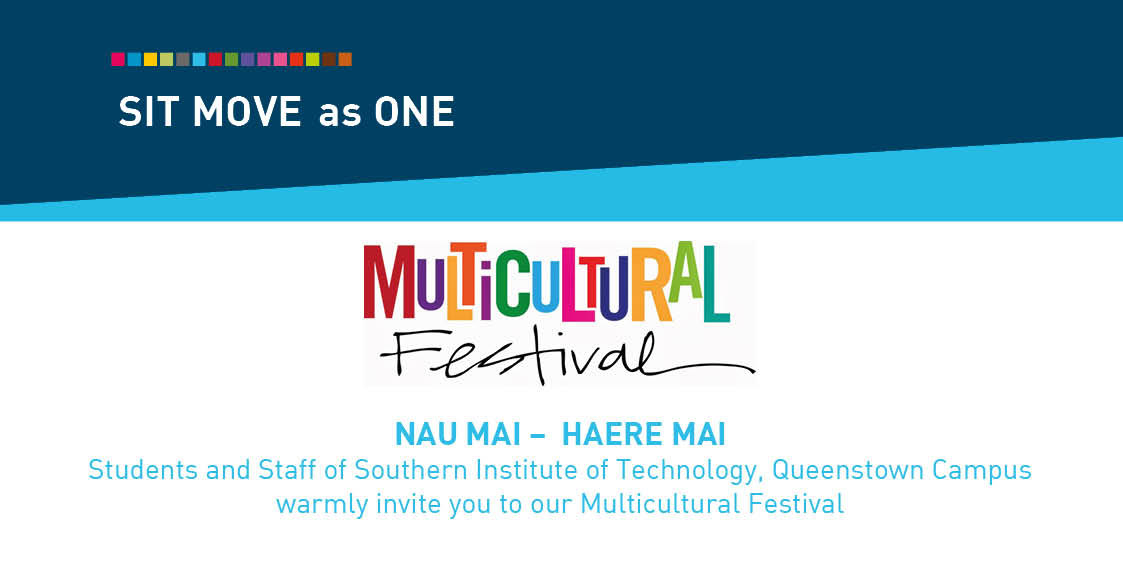 SIT MOVE as ONE
MULTiCULTURAL
Festival
NAU MAI – HAERE MAI
Students and Staff of Southern Institute of Technology, Queenstown Campus
warmly invite you to our Multicultural Festival